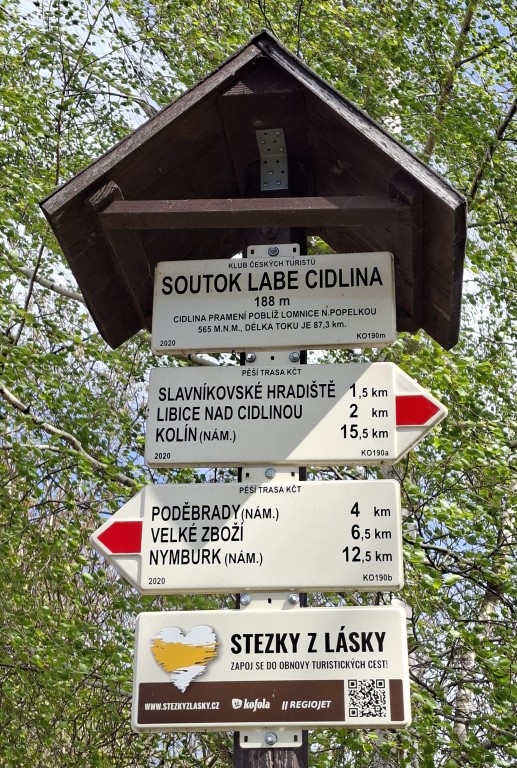 KLUB ČESKÝCH TURISTŮ
SOUTOK LABE CIDLINA
188 m
CIDLINA PRAMENÍ POBLÍŽ LOMNICE N.POPELKOU
565 M.N.M., DÉLKA TOKU JE 87,3 km.
2020 KO190m
PĚŠÍ TRASA KČT
SLAVNÍKOVSKÉ HRADIŠTĚ 1,5 km
LIBICE NAD CIDLINOU 2 km
KOLÍN (NÁM.) 15,5 km
2020 KO190a
PĚŠÍ TRASA KČT
PODĚBRADY (NÁM.) 4 km
VELKÉ ZBOŽÍ 6,5 km
NYMBURK (NÁM.) 12,5 km
2020 KO190b
STEZKY Z LÁSKY
ZAPOJ SE DO OBNOVY TURISTICKÝCH CEST!
WWW.STEZKYZLASKY.CZ kofola REGIOJET